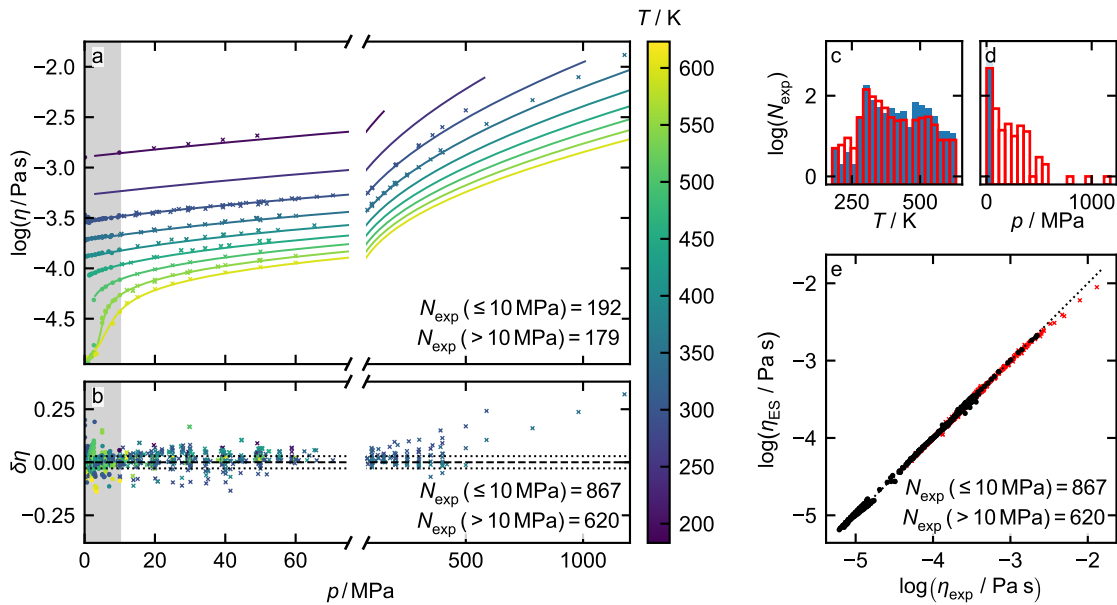 T / K
a
−2.0
−2.5
−3.0
−3.5
−4.0
−4.5
log(η/Pa s)
N_exp (≤ 10 MPa) = 192
N_exp (> 10 MPa) = 179
b
0.25
0.00
−0.25
δη
N_exp (≤ 10 MPa) = 867
N_exp (> 10 MPa) = 620
0
20
40
60
500
1000
p / MPa
600
550
500
450
400
350
300
250
200
c
d
2
0
log(N_exp)
250
500
T / K
0
1000
p / MPa
e
−2
−3
−4
−5
log(η_ES / Pa s)
N_exp (≤ 10 MPa) = 867
N_exp (> 10 MPa) = 620
−5
−4
−3
−2
log(η_exp / Pa s)